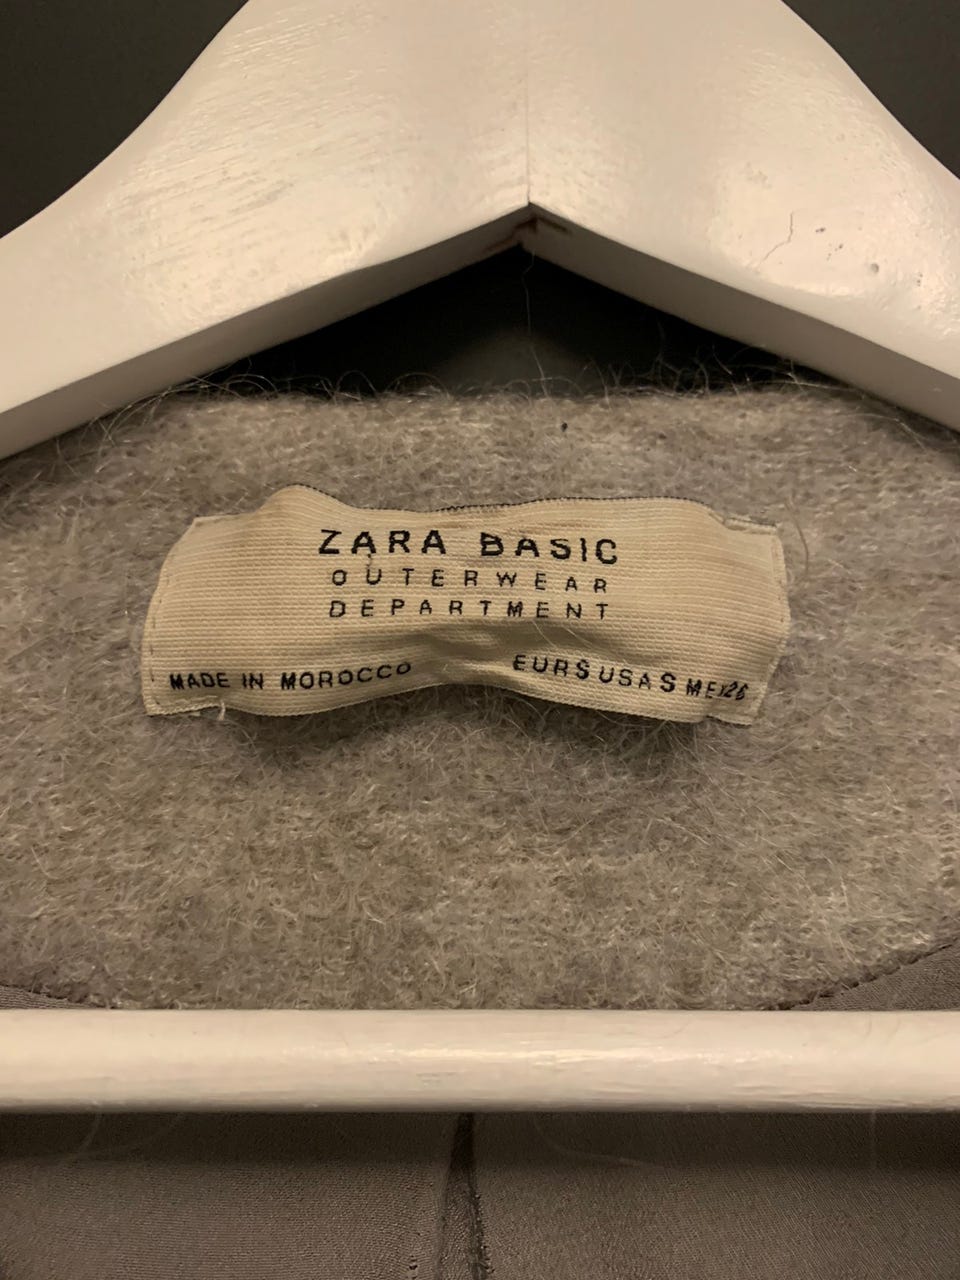 ZARA BASIC
OUTERWEAR
DEPARTMENT
MADE IN MOROCCO EUR S USA S MEX 26